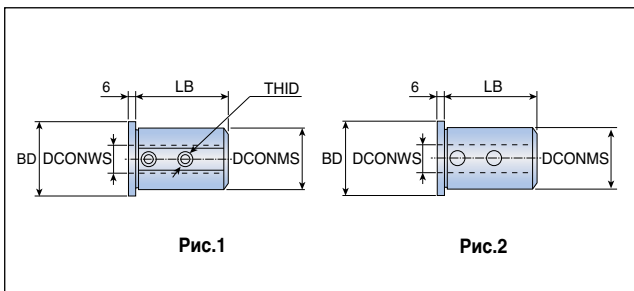 6 LB THID
BD DCONWS DCONMS
Рис.1
6 LB
BD DCONWS DCONMS
Рис.2